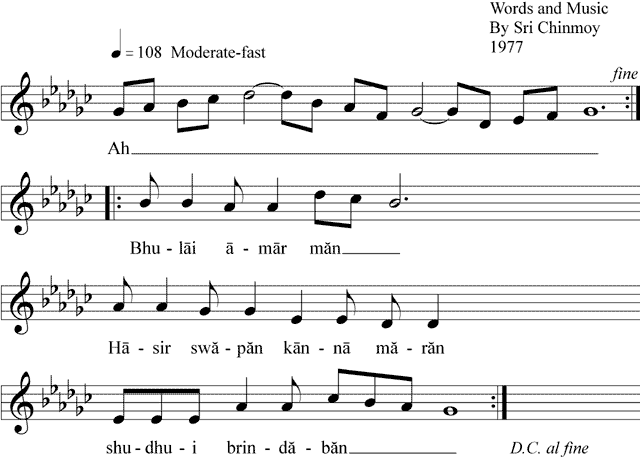 Words and Music
By Sri Chinmoy
1977
= 108 Moderate-fast
fine
Ah
Bhu - lāi ā - mār măn
Hā - sir swă - păn kān - nā mă - răn
shu - dhu - i brin - dā - băn
D.C. al fine